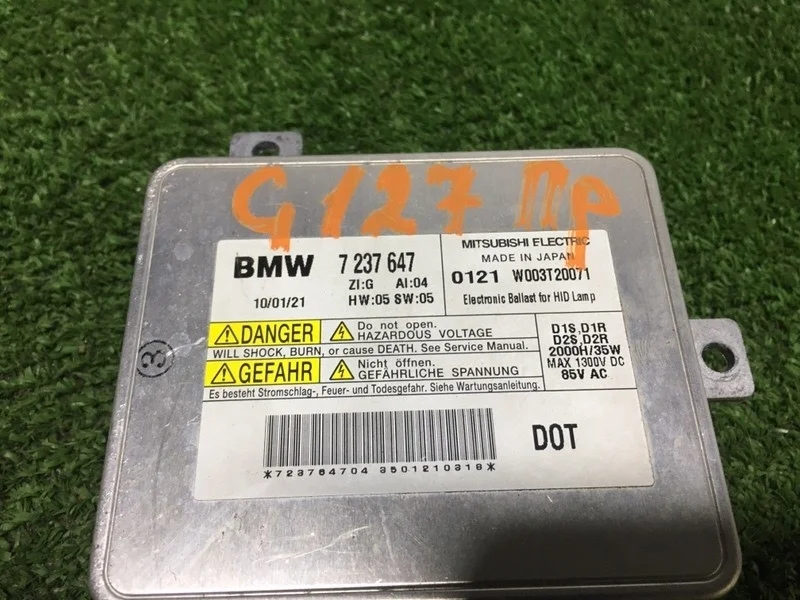 G 127 Пр
BMW 7 237 647
ZI:G AI:04
10/01/21 HW:05 SW:05
MITSUBISHI ELECTRIC
MADE IN JAPAN
0121 W003T20071
Electronic Ballast for HID Lamp
DANGER Do not open.
HAZARDOUS VOLTAGE
WILL SHOCK, BURN, or cause DEATH. See Service Manual.
GEFAHR Nicht öffnen.
GEFÄHRLICHE SPANNUNG
Es besteht Stromschlag-, Feuer- und Todesgefahr. Siehe Wartungsanleitung.
D1S,D1R
D2S,D2R
2000H/35W
MAX 1300V DC
85V AC
3
*723764704 3501210319*
DOT